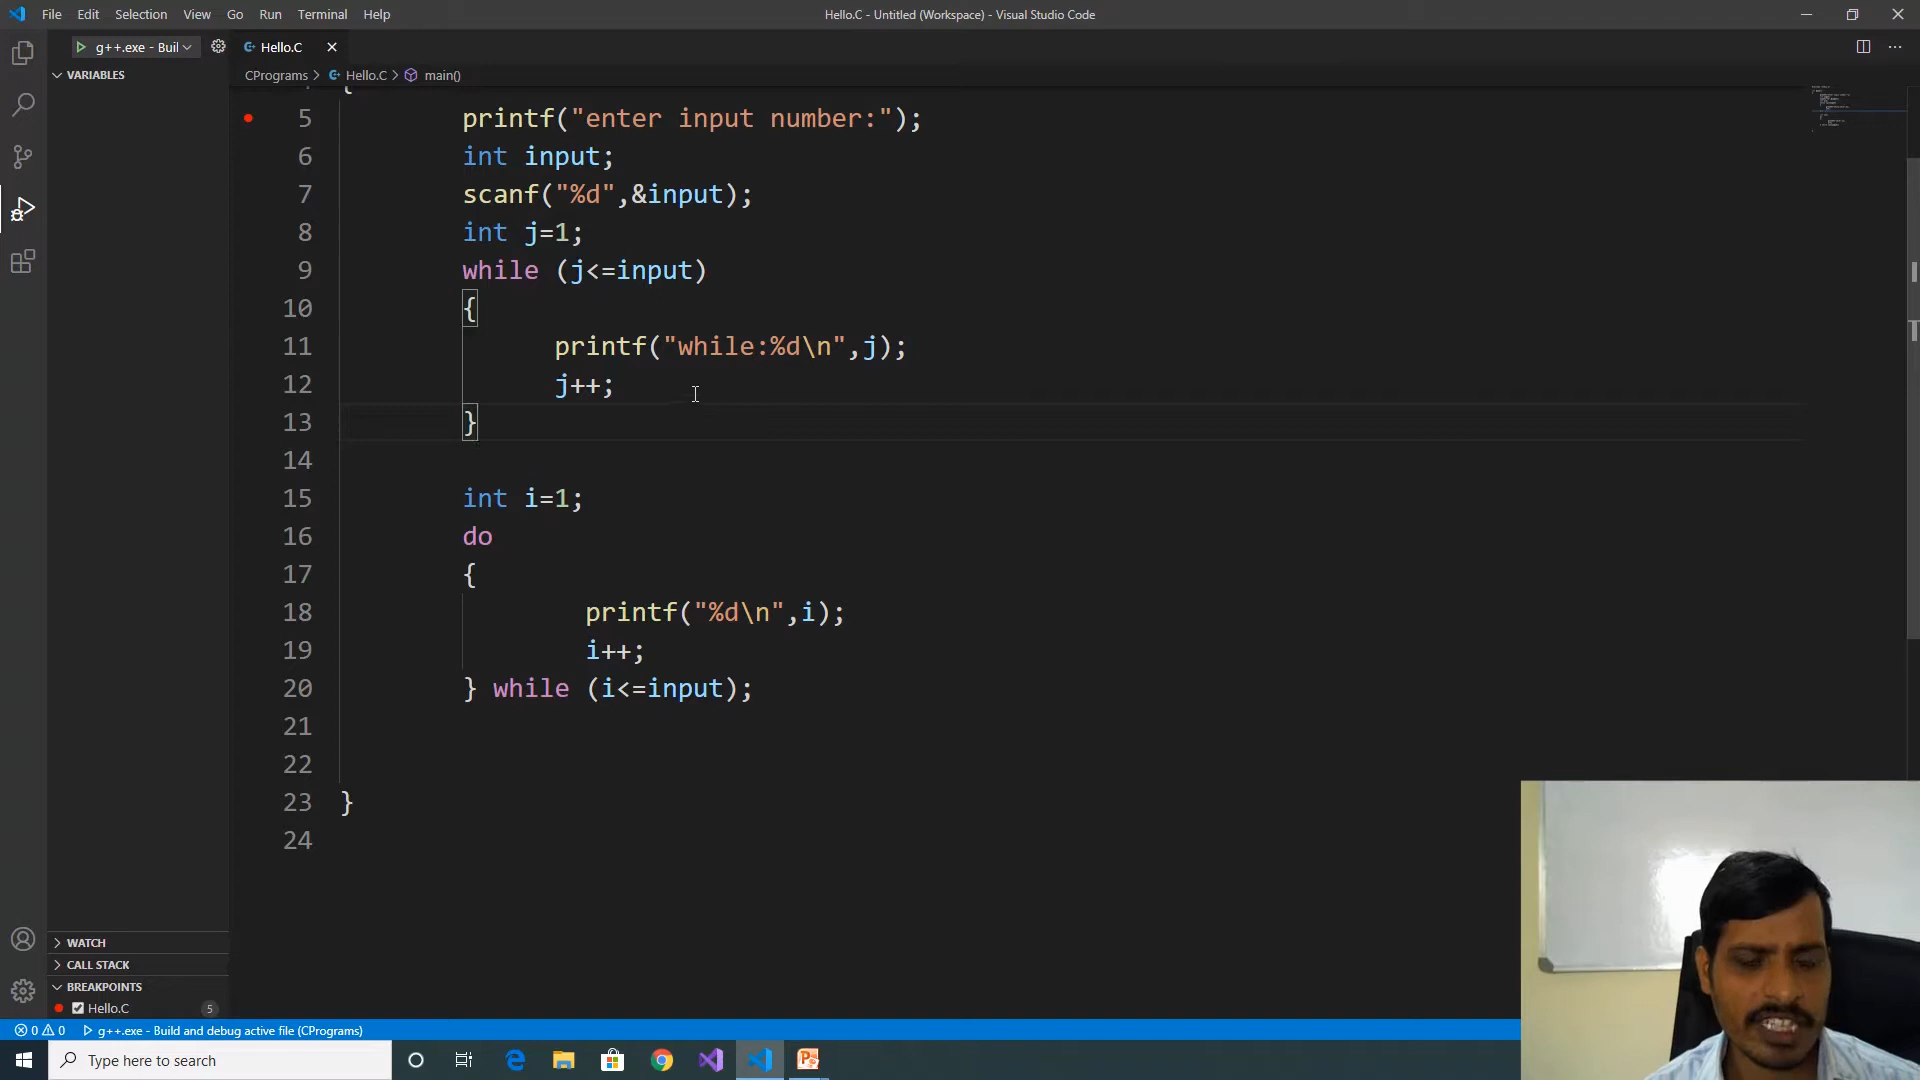 File Edit Selection View Go Run Terminal Help
Hello.C - Untitled (Workspace) - Visual Studio Code
g++.exe - Buil
Hello.C
VARIABLES
CPrograms > Hello.C > main()
5 printf("enter input number:");
6 int input;
7 scanf("%d",&input);
8 int j=1;
9 while (j<=input)
10 {
11 printf("while:%d\n",j);
12 j++;
13 }
14
15 int i=1;
16 do
17 {
18 printf("%d\n",i);
19 i++;
20 } while (i<=input);
21
22
23 }
24
WATCH
CALL STACK
BREAKPOINTS
Hello.C 5
0 0 g++.exe - Build and debug active file (CPrograms)
Type here to search